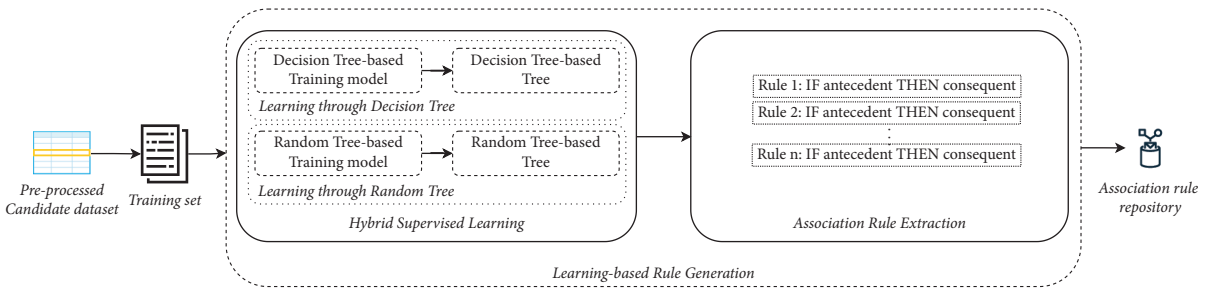 Pre-processed
Candidate dataset
Training set
Decision Tree-based
Training model
Decision Tree-based
Tree
Learning through Decision Tree
Random Tree-based
Training model
Random Tree-based
Tree
Learning through Random Tree
Hybrid Supervised Learning
Rule 1: IF antecedent THEN consequent
Rule 2: IF antecedent THEN consequent
Rule n: IF antecedent THEN consequent
Association Rule Extraction
Learning-based Rule Generation
Association rule
repository